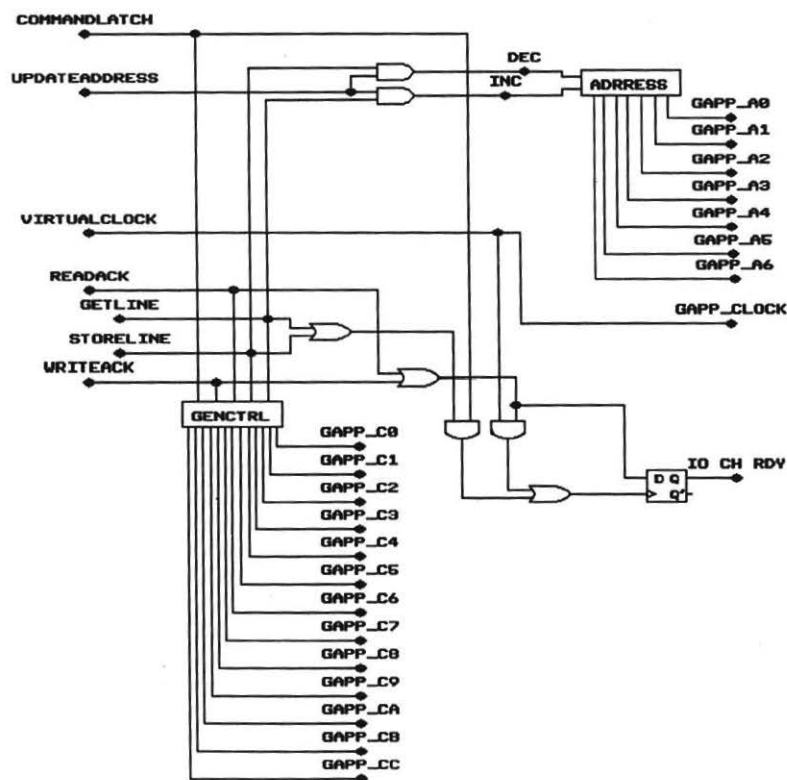 COMMANDLATCH
DEC
UPDATEADDRESS
INC
ADRRESS
GAPP_A0
GAPP_A1
GAPP_A2
GAPP_A3
VIRTUALCLOCK
GAPP_A4
GAPP_A5
READACK
GAPP_A6
GETLINE
GAPP_CLOCK
STORELINE
WRITEACK
GENCTRL
GAPP_C0
GAPP_C1
IO CH RDY
GAPP_C2
D Q
Q'
GAPP_C3
GAPP_C4
GAPP_C5
GAPP_C6
GAPP_C7
GAPP_C8
GAPP_C9
GAPP_CA
GAPP_CB
GAPP_CC